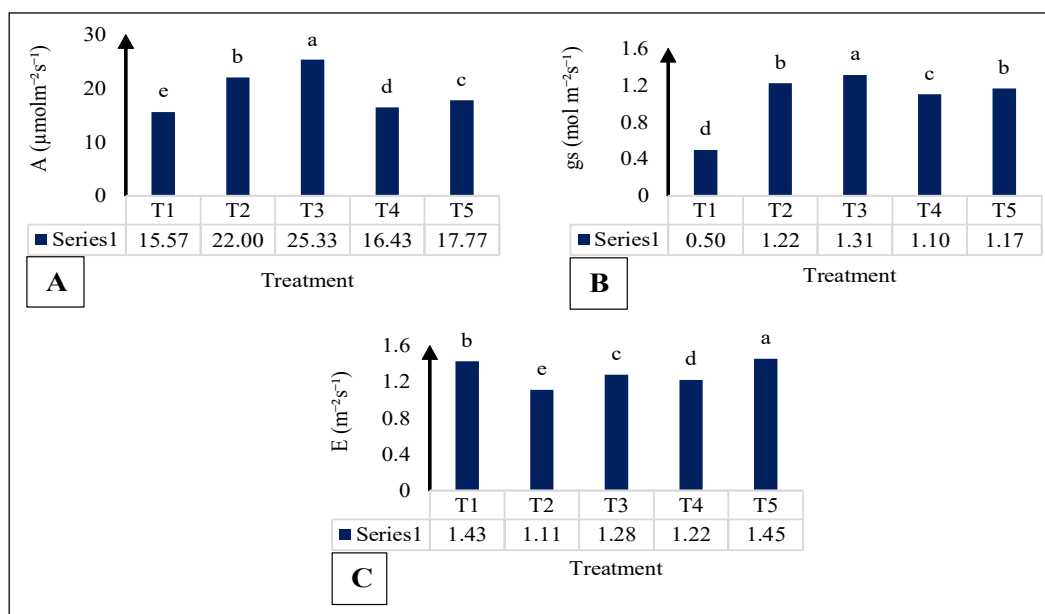 30
20
10
0
A (µmolm⁻²s⁻¹)
e
b
a
d
c
T1 T2 T3 T4 T5
Series1 15.57 22.00 25.33 16.43 17.77
Treatment
A
1.6
1.2
0.8
0.4
0
gs (mol m⁻²s⁻¹)
d
b
a
c
b
T1 T2 T3 T4 T5
Series1 0.50 1.22 1.31 1.10 1.17
Treatment
B
1.6
1.2
0.8
0.4
0
E (m⁻²s⁻¹)
b
e
c
d
a
T1 T2 T3 T4 T5
Series1 1.43 1.11 1.28 1.22 1.45
Treatment
C